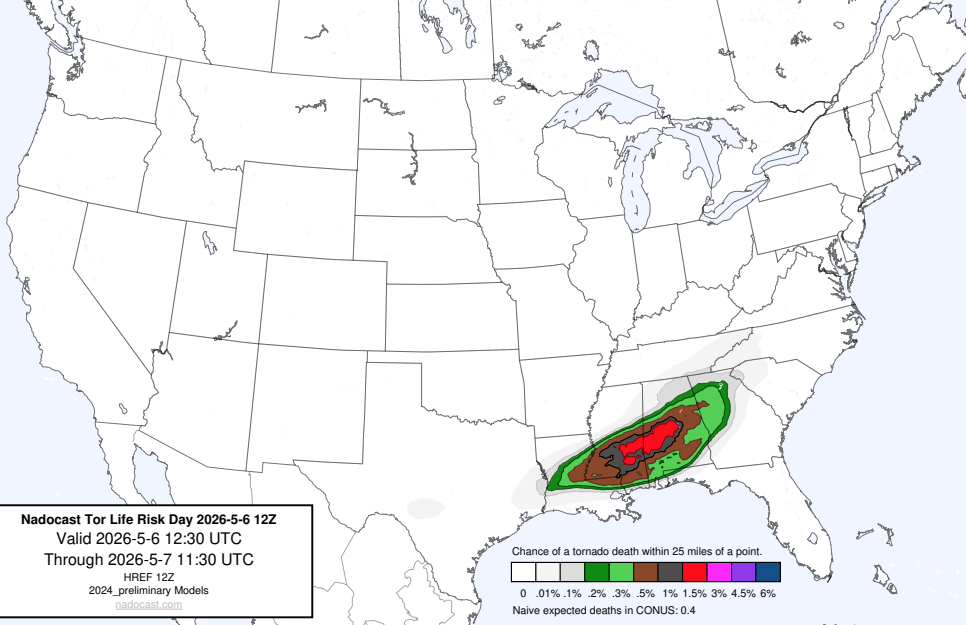 Nadocast Tor Life Risk Day 2026-5-6 12Z
Valid 2026-5-6 12:30 UTC
Through 2026-5-7 11:30 UTC
HREF 12Z
2024_preliminary Models
nadocast.com
Chance of a tornado death within 25 miles of a point.
0 .01% .1% .2% .3% .5% 1% 1.5% 3% 4.5% 6%
Naive expected deaths in CONUS: 0.4